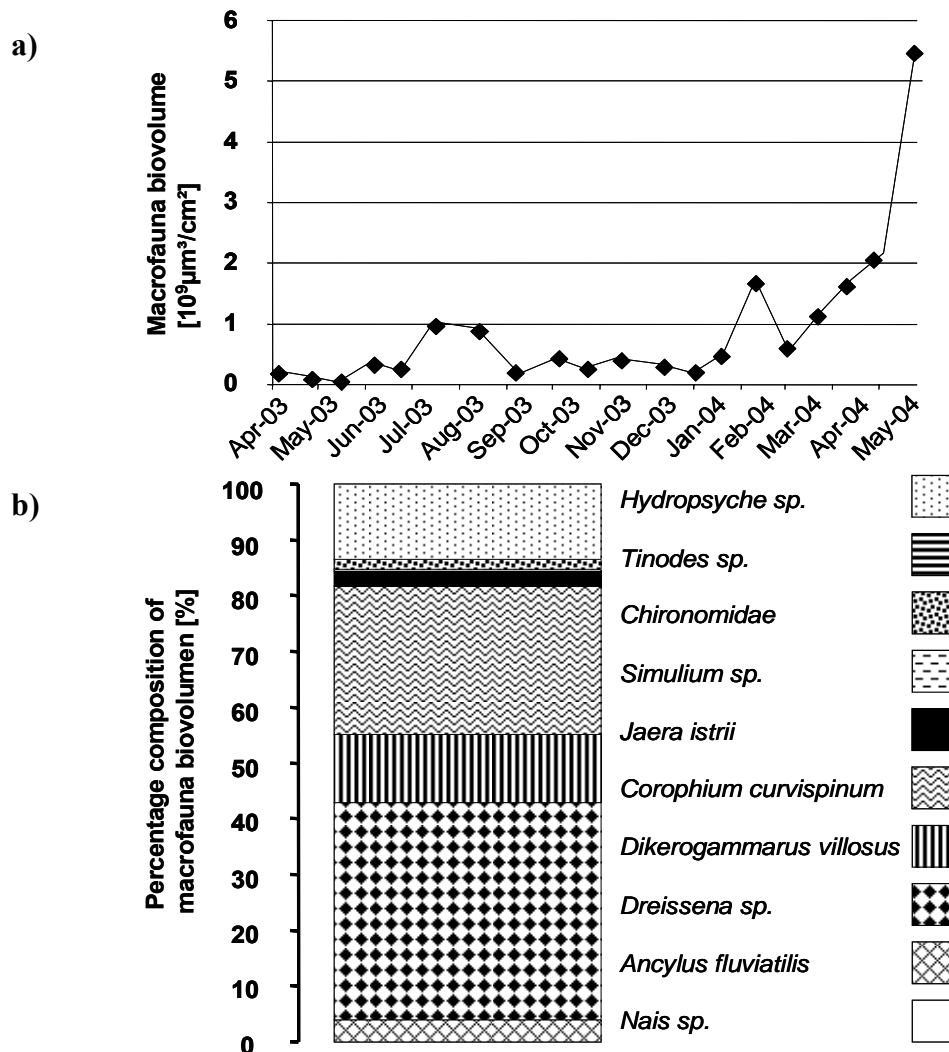 a)
Macrofauna biovolume
[10⁹µm³/cm²]
6
5
4
3
2
1
0
Apr-03
May-03
Jun-03
Jul-03
Aug-03
Sep-03
Oct-03
Nov-03
Dec-03
Jan-04
Feb-04
Mar-04
Apr-04
May-04
b)
Percentage composition of
macrofauna biovolumen [%]
100
90
80
70
60
50
40
30
20
10
0
Hydropsyche sp.
Tinodes sp.
Chironomidae
Simulium sp.
Jaera istrii
Corophium curvispinum
Dikerogammarus villosus
Dreissena sp.
Ancylus fluviatilis
Nais sp.